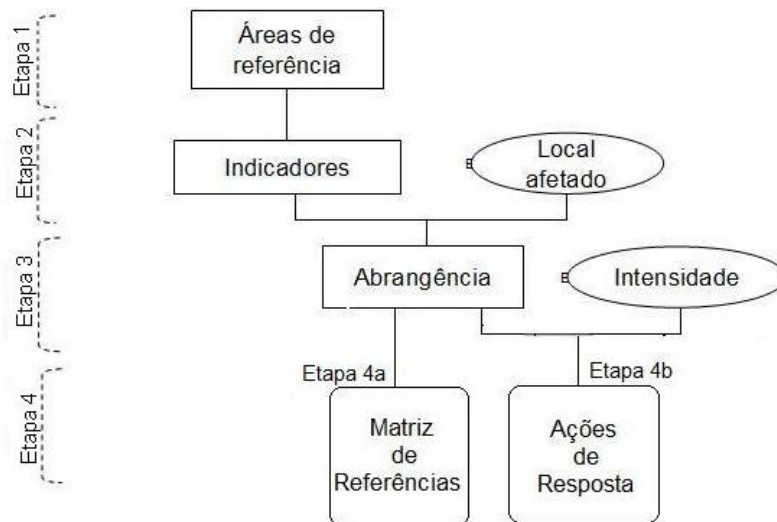 Etapa 1
Áreas de
referência
Etapa 2
Indicadores
Local
afetado
Etapa 3
Abrangência
Intensidade
Etapa 4
Etapa 4a
Etapa 4b
Matriz
de
Referências
Ações
de
Resposta